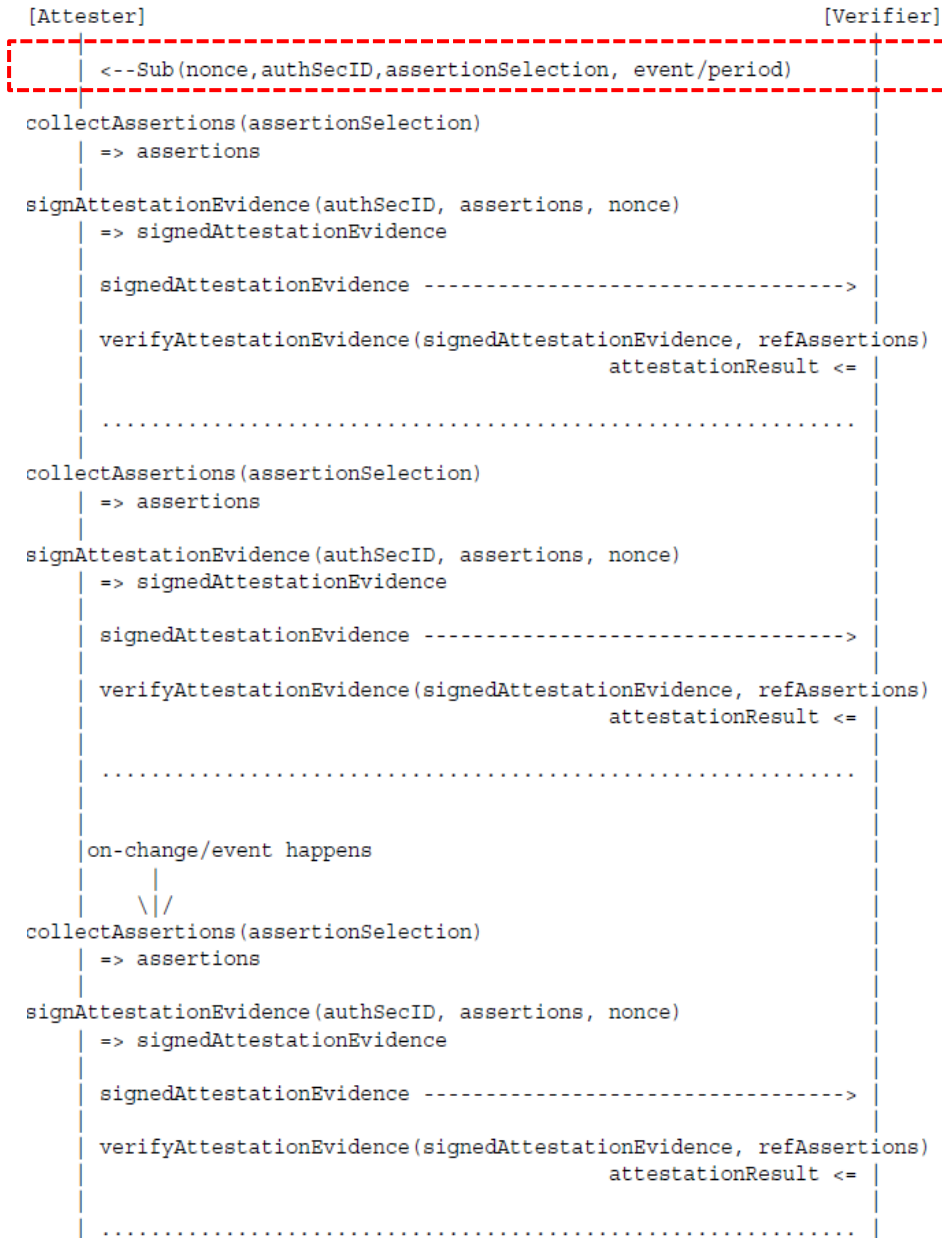 [Attester] [Verifier]
<--Sub(nonce,authSecID,assertionSelection, event/period)
collectAssertions(assertionSelection)
=> assertions
signAttestationEvidence(authSecID, assertions, nonce)
=> signedAttestationEvidence
signedAttestationEvidence ---------------------------------->
verifyAttestationEvidence(signedAttestationEvidence, refAssertions)
attestationResult <=
.............................................................
collectAssertions(assertionSelection)
=> assertions
signAttestationEvidence(authSecID, assertions, nonce)
=> signedAttestationEvidence
signedAttestationEvidence ---------------------------------->
verifyAttestationEvidence(signedAttestationEvidence, refAssertions)
attestationResult <=
.............................................................
on-change/event happens
\|/
collectAssertions(assertionSelection)
=> assertions
signAttestationEvidence(authSecID, assertions, nonce)
=> signedAttestationEvidence
signedAttestationEvidence ---------------------------------->
verifyAttestationEvidence(signedAttestationEvidence, refAssertions)
attestationResult <=
.............................................................